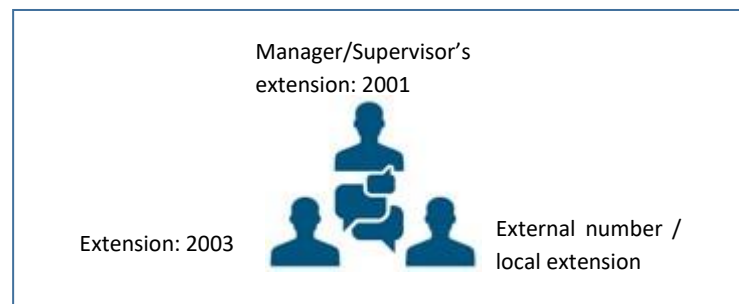 Manager/Supervisor’s
extension: 2001
Extension: 2003
External number /
local extension